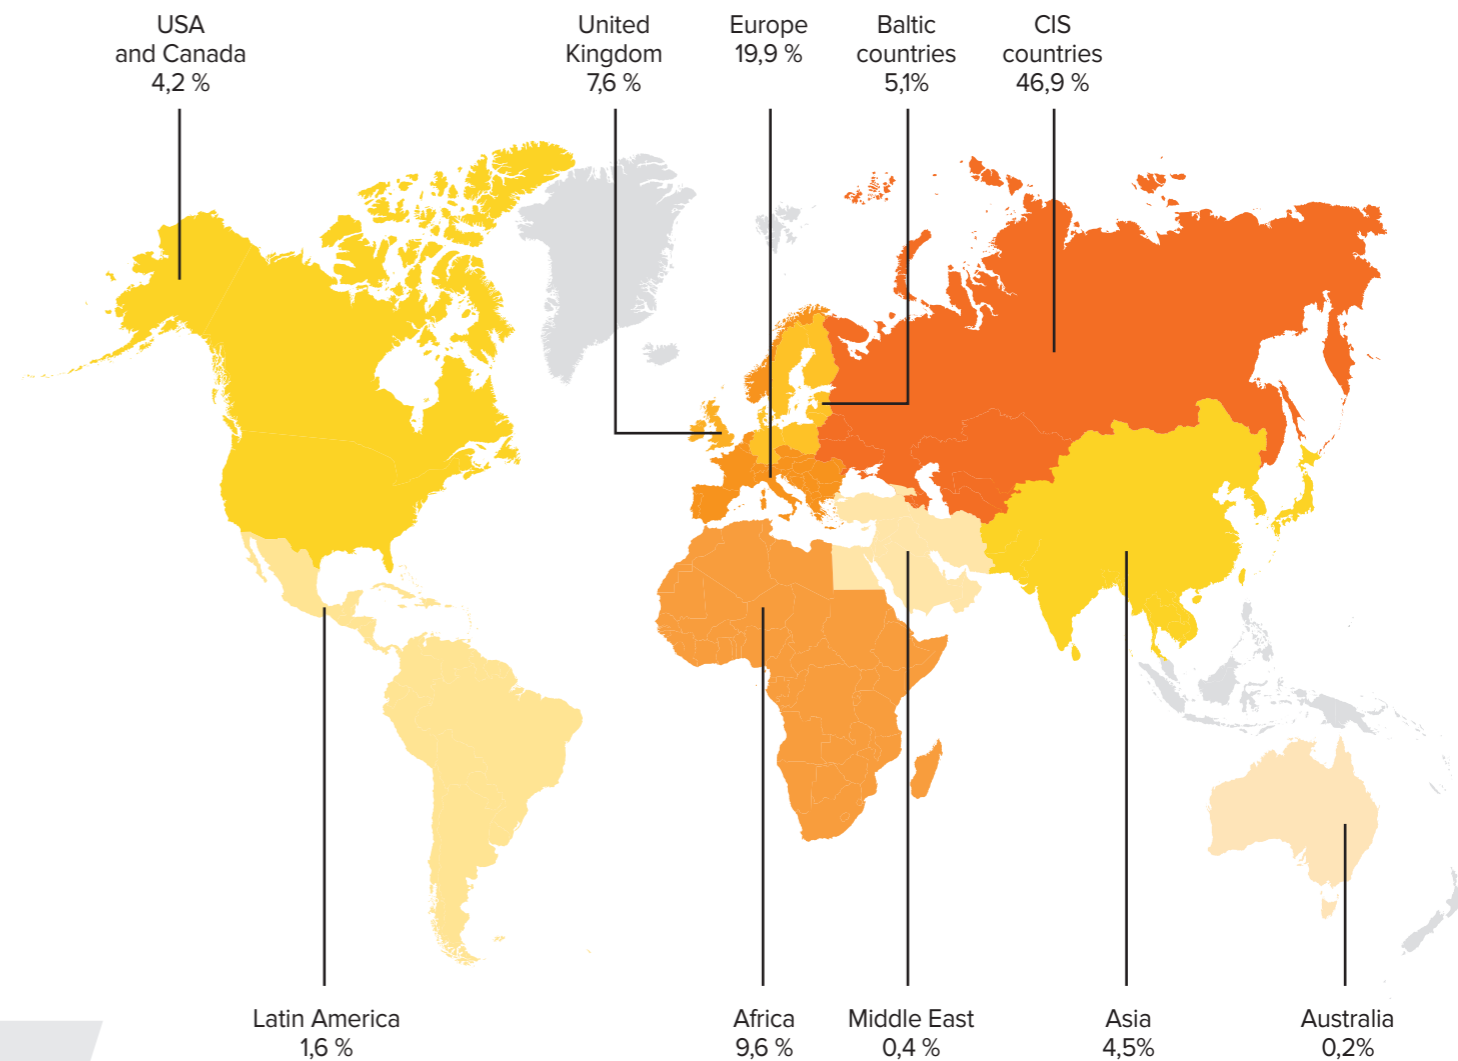 USA
and Canada
4,2 %
United
Kingdom
7,6 %
Europe
19,9 %
Baltic
countries
5,1%
CIS
countries
46,9 %
Latin America
1,6 %
Africa
9,6 %
Middle East
0,4 %
Asia
4,5%
Australia
0,2%